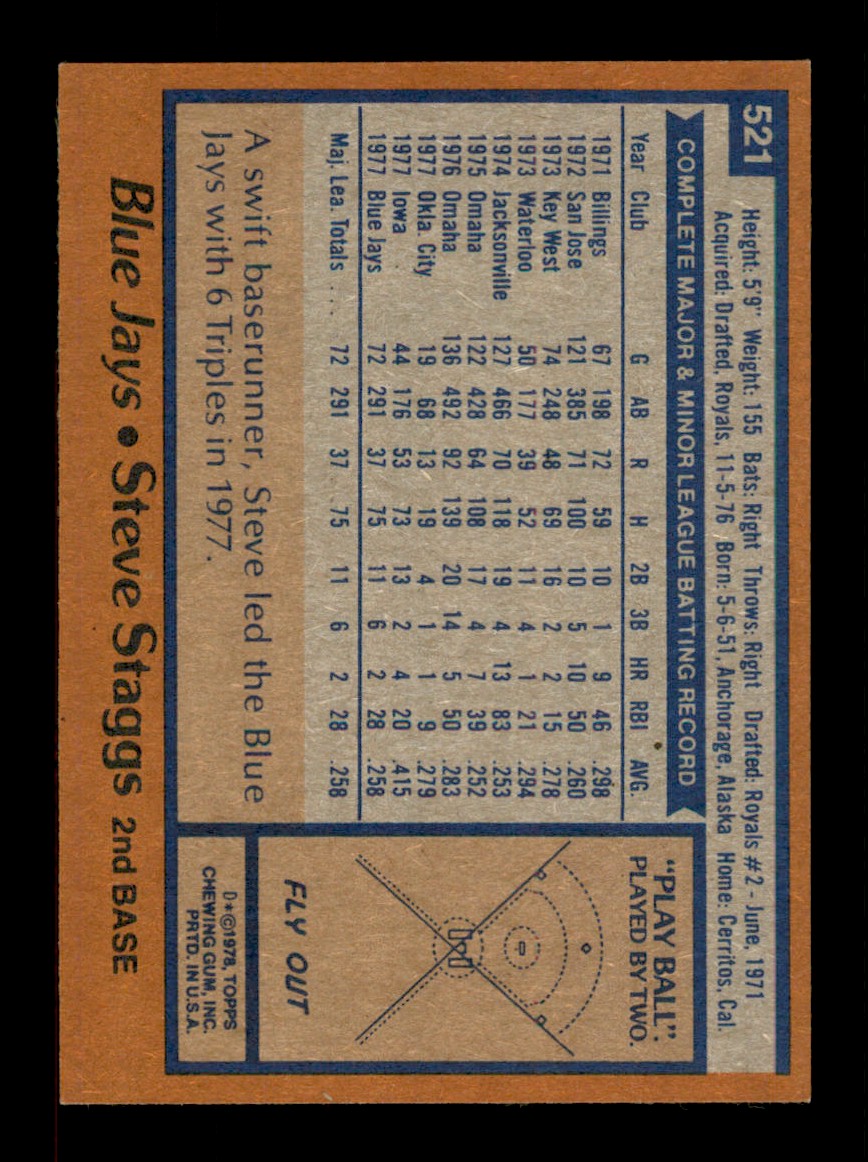 521
Height: 5'9" Weight: 155 Bats: Right Throws: Right Drafted: Royals #2 - June, 1971
Acquired: Drafted, Royals, 11-5-76 Born: 5-6-51, Anchorage, Alaska Home: Cerritos, Cal.
COMPLETE MAJOR & MINOR LEAGUE BATTING RECORD
Year Club G AB R H 2B 3B HR RBI AVG.
1971 Billings 67 198 72 59 10 1 9 46 .298
1972 San Jose 121 385 71 100 10 5 10 50 .260
1973 Key West 74 248 48 69 16 2 2 15 .278
1973 Waterloo 50 177 39 52 11 4 1 21 .294
1974 Jacksonville 127 466 70 118 19 4 13 83 .253
1975 Omaha 122 428 64 108 17 4 7 39 .252
1976 Omaha 136 492 92 139 20 14 5 50 .283
1977 Okla. City 19 68 13 19 4 1 1 9 .279
1977 Iowa 44 176 53 73 13 2 4 20 .415
1977 Blue Jays 72 291 37 75 11 6 2 28 .258
Maj. Lea. Totals ... 72 291 37 75 11 6 2 28 .258
A swift baserunner, Steve led the Blue
Jays with 6 Triples in 1977.
"PLAY BALL".
PLAYED BY TWO.
FLY OUT
D*©1978, TOPPS
CHEWING GUM, INC.
PRTD. IN U.S.A.
Blue Jays • Steve Staggs 2nd BASE